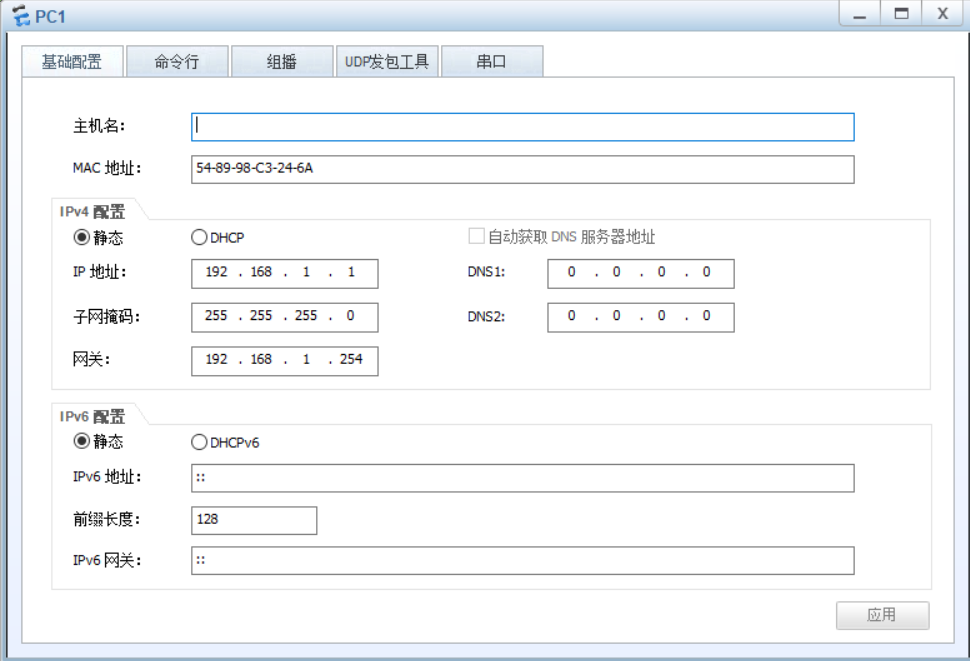 PC1
基础配置 命令行 组播 UDP发包工具 串口
主机名:
MAC 地址: 54-89-98-C3-24-6A
IPv4 配置
静态 DHCP 自动获取 DNS 服务器地址
IP 地址: 192 . 168 . 1 . 1 DNS1: 0 . 0 . 0 . 0
子网掩码: 255 . 255 . 255 . 0 DNS2: 0 . 0 . 0 . 0
网关: 192 . 168 . 1 . 254
IPv6 配置
静态 DHCPv6
IPv6 地址: ::
前缀长度: 128
IPv6 网关: ::
应用